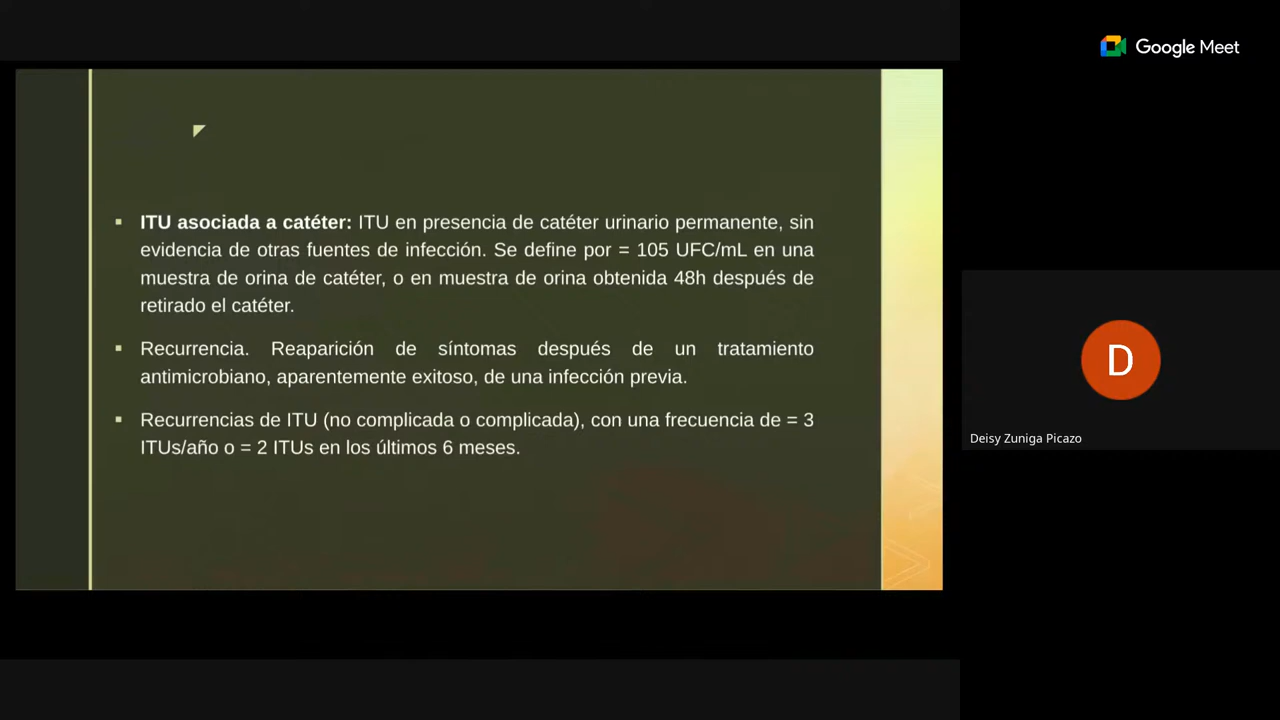 Google Meet
ITU asociada a catéter: ITU en presencia de catéter urinario permanente, sin
evidencia de otras fuentes de infección. Se define por = 105 UFC/mL en una
muestra de orina de catéter, o en muestra de orina obtenida 48h después de
retirado el catéter.
Recurrencia. Reaparición de síntomas después de un tratamiento
antimicrobiano, aparentemente exitoso, de una infección previa.
Recurrencias de ITU (no complicada o complicada), con una frecuencia de = 3
ITUs/año o = 2 ITUs en los últimos 6 meses.
D
Deisy Zuniga Picazo